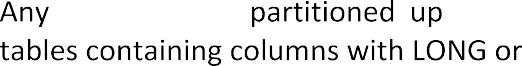 Any partitioned up
tables containing columns with LONG or